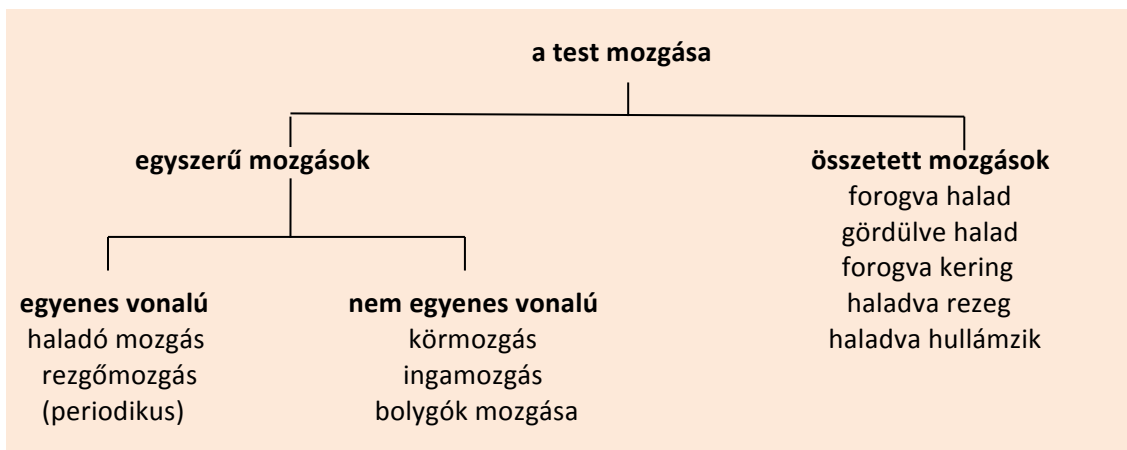 a test mozgása
egyszerű mozgások
összetett mozgások
forogva halad
gördülve halad
forogva kering
haladva rezeg
haladva hullámzik
egyenes vonalú
haladó mozgás
rezgőmozgás
(periodikus)
nem egyenes vonalú
körmozgás
ingamozgás
bolygók mozgása